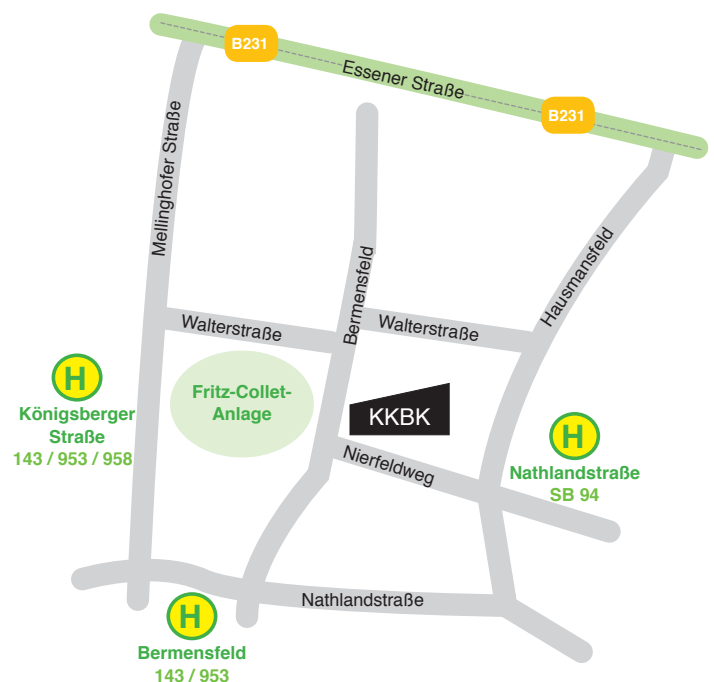 B231
Essener Straße
B231
Mellinghofer Straße
Bermensfeld
Hausmansfeld
Walterstraße
Walterstraße
H
Königsberger
Straße
143 / 953 / 958
Fritz-Collet-
Anlage
KKBK
Nierfeldweg
H
Nathlandstraße
SB 94
Nathlandstraße
H
Bermensfeld
143 / 953